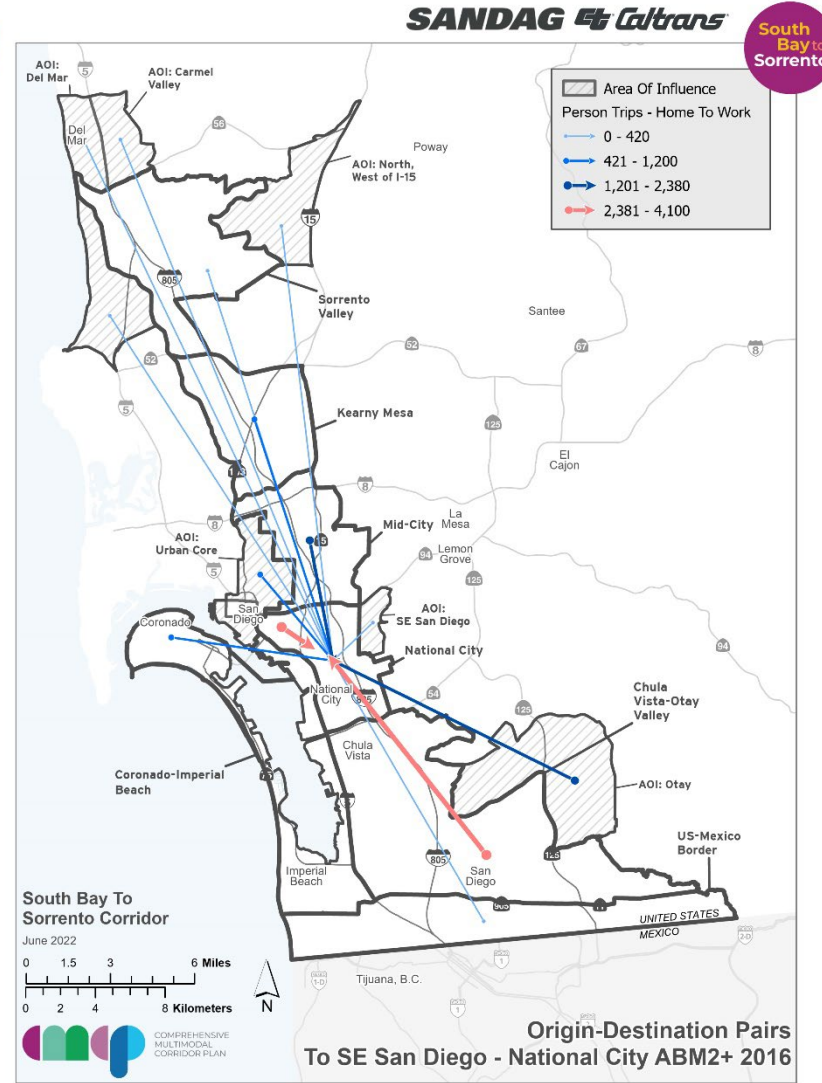 SANDAG Caltrans
South
Bay to
Sorrento
Area Of Influence
Person Trips - Home To Work
0 - 420
421 - 1,200
1,201 - 2,380
2,381 - 4,100
AOI:
Del Mar
5
AOI: Carmel
Valley
Del
Mar
56
Poway
AOI: North,
West of I-15
15
805
Sorrento
Valley
Santee
52
67
8
52
5
Kearny Mesa
125
El
Cajon
8
La
Mesa
Mid-City
8
15
AOI:
Urban Core
94
Lemon
Grove
125
5
San
Diego
AOI:
SE San Diego
Coronado
94
National City
National
City
805
54
Chula
Vista-Otay
Valley
125
Chula
Vista
Coronado-Imperial
Beach
75
AOI: Otay
5
US-Mexico
Border
805
125
Imperial
Beach
San
Diego
905
11
UNITED STATES
MEXICO
2-D
1
1-D
Tijuana, B.C.
1
South Bay To
Sorrento Corridor
June 2022
0 1.5 3 6 Miles
0 2 4 8 Kilometers
N
cmcp
COMPREHENSIVE
MULTIMODAL
CORRIDOR PLAN
Origin-Destination Pairs
To SE San Diego - National City ABM2+ 2016